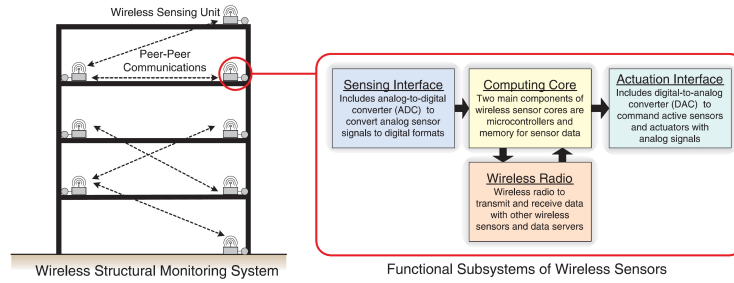 Wireless Sensing Unit
Peer-Peer
Communications
Wireless Structural Monitoring System
Sensing Interface
Includes analog-to-digital
converter (ADC) to
convert analog sensor
signals to digital formats
Computing Core
Two main components of
wireless sensor cores are
microcontrollers and
memory for sensor data
Actuation Interface
Includes digital-to-analog
converter (DAC) to
command active sensors
and actuators with
analog signals
Wireless Radio
Wireless radio to
transmit and receive data
with other wireless
sensors and data servers
Functional Subsystems of Wireless Sensors